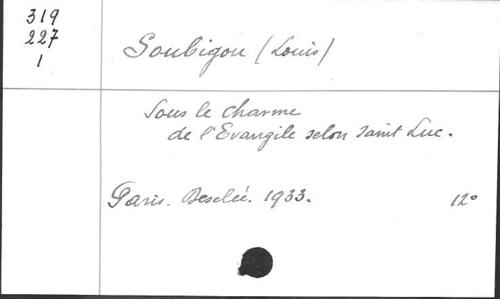 319
227
1
Soubigou (Louis)
Sous le charme
de l'Evangile selon saint Luc.
Paris. Desclée. 1933. 12°